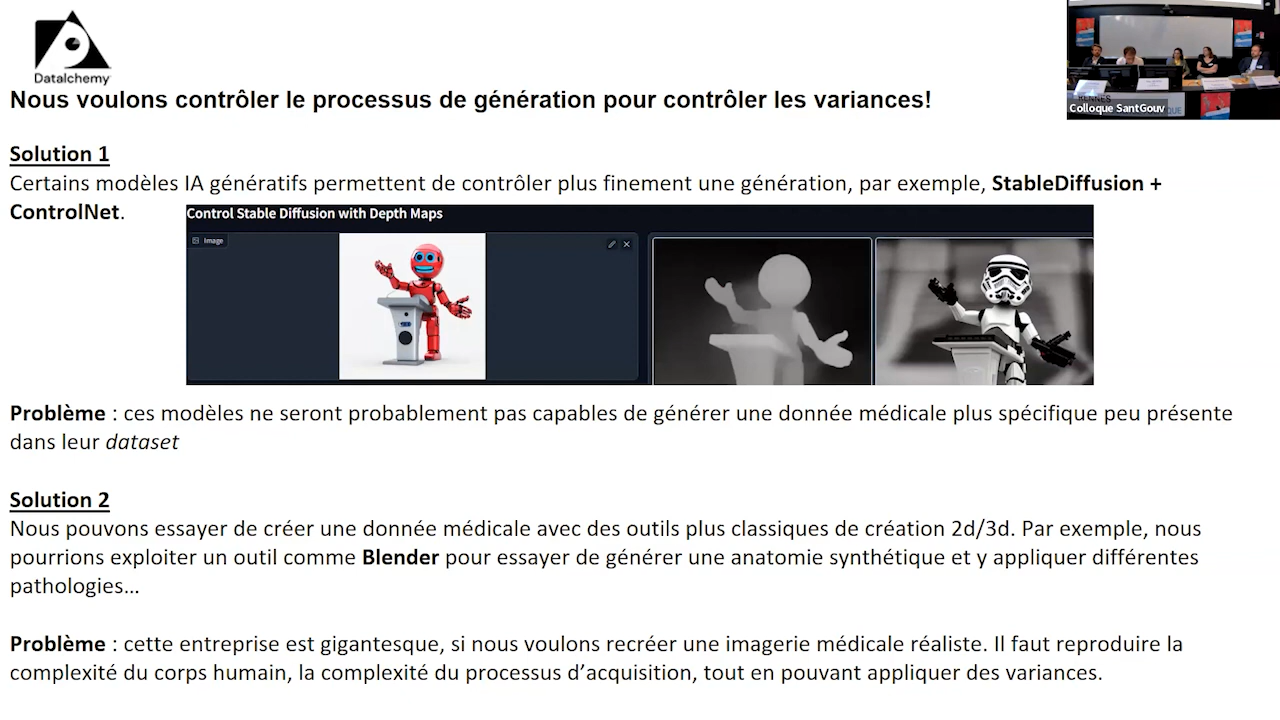 Datalchemy
Nous voulons contrôler le processus de génération pour contrôler les variances!
Colloque SantGouv
Solution 1
Certains modèles IA génératifs permettent de contrôler plus finement une génération, par exemple, StableDiffusion +
ControlNet.
Control Stable Diffusion with Depth Maps
Image
Problème : ces modèles ne seront probablement pas capables de générer une donnée médicale plus spécifique peu présente
dans leur dataset
Solution 2
Nous pouvons essayer de créer une donnée médicale avec des outils plus classiques de création 2d/3d. Par exemple, nous
pourrions exploiter un outil comme Blender pour essayer de générer une anatomie synthétique et y appliquer différentes
pathologies…
Problème : cette entreprise est gigantesque, si nous voulons recréer une imagerie médicale réaliste. Il faut reproduire la
complexité du corps humain, la complexité du processus d’acquisition, tout en pouvant appliquer des variances.